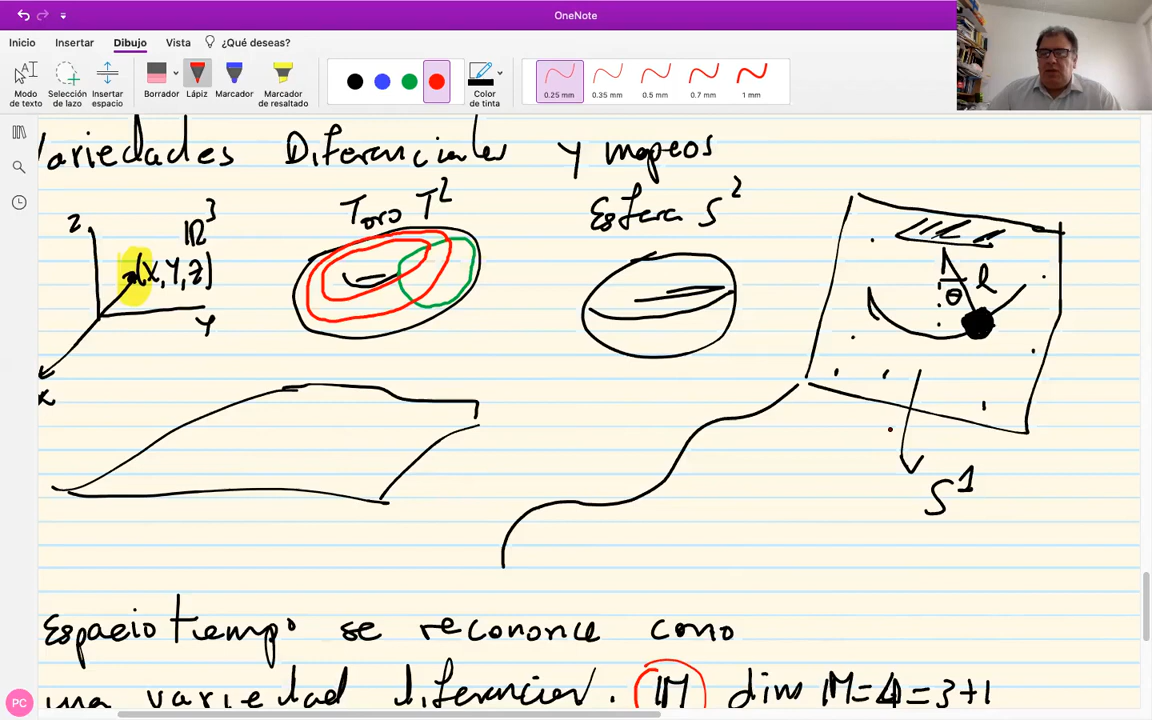 OneNote
Inicio Insertar Dibujo Vista ¿Qué deseas?
Modo de texto
Selección de lazo
Insertar espacio
Borrador
Lápiz
Marcador
Marcador de resaltado
Color de tinta
0.25 mm 0.35 mm 0.5 mm 0.7 mm 1 mm
Variedades Diferenciales y mapeos
Toro T²
Esfera S²
Z
ℝ³
(X,Y,Z)
Y
X
θ
l
S¹
Espacio tiempo se recononce como
una variedad diferencial. M dim M=4=3+1
PC